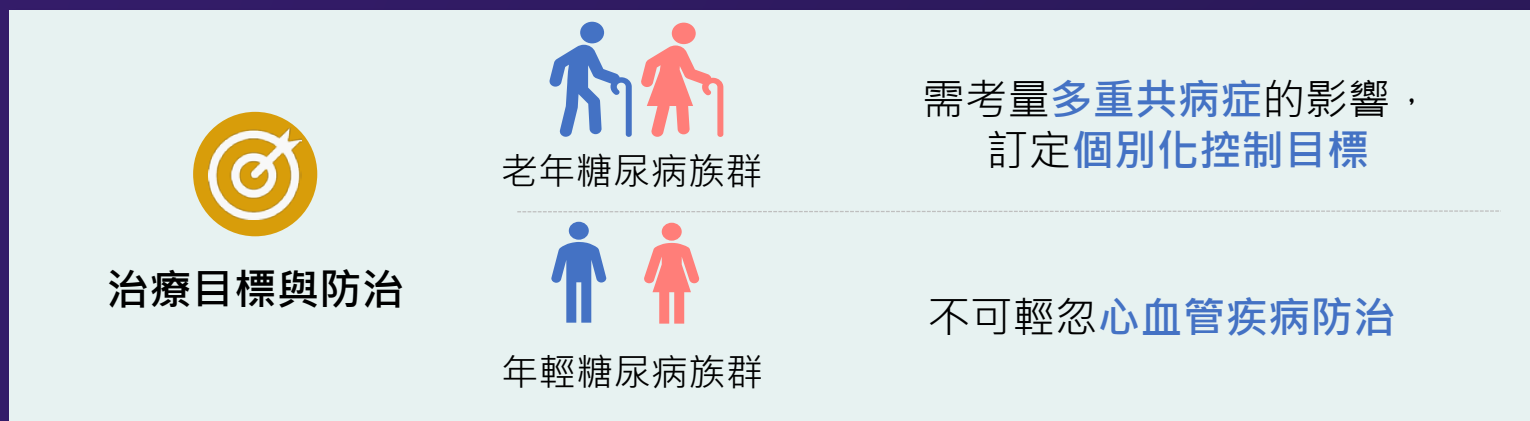 治療目標與防治
老年糖尿病族群
需考量多重共病症的影響，
訂定個別化控制目標
年輕糖尿病族群
不可輕忽心血管疾病防治